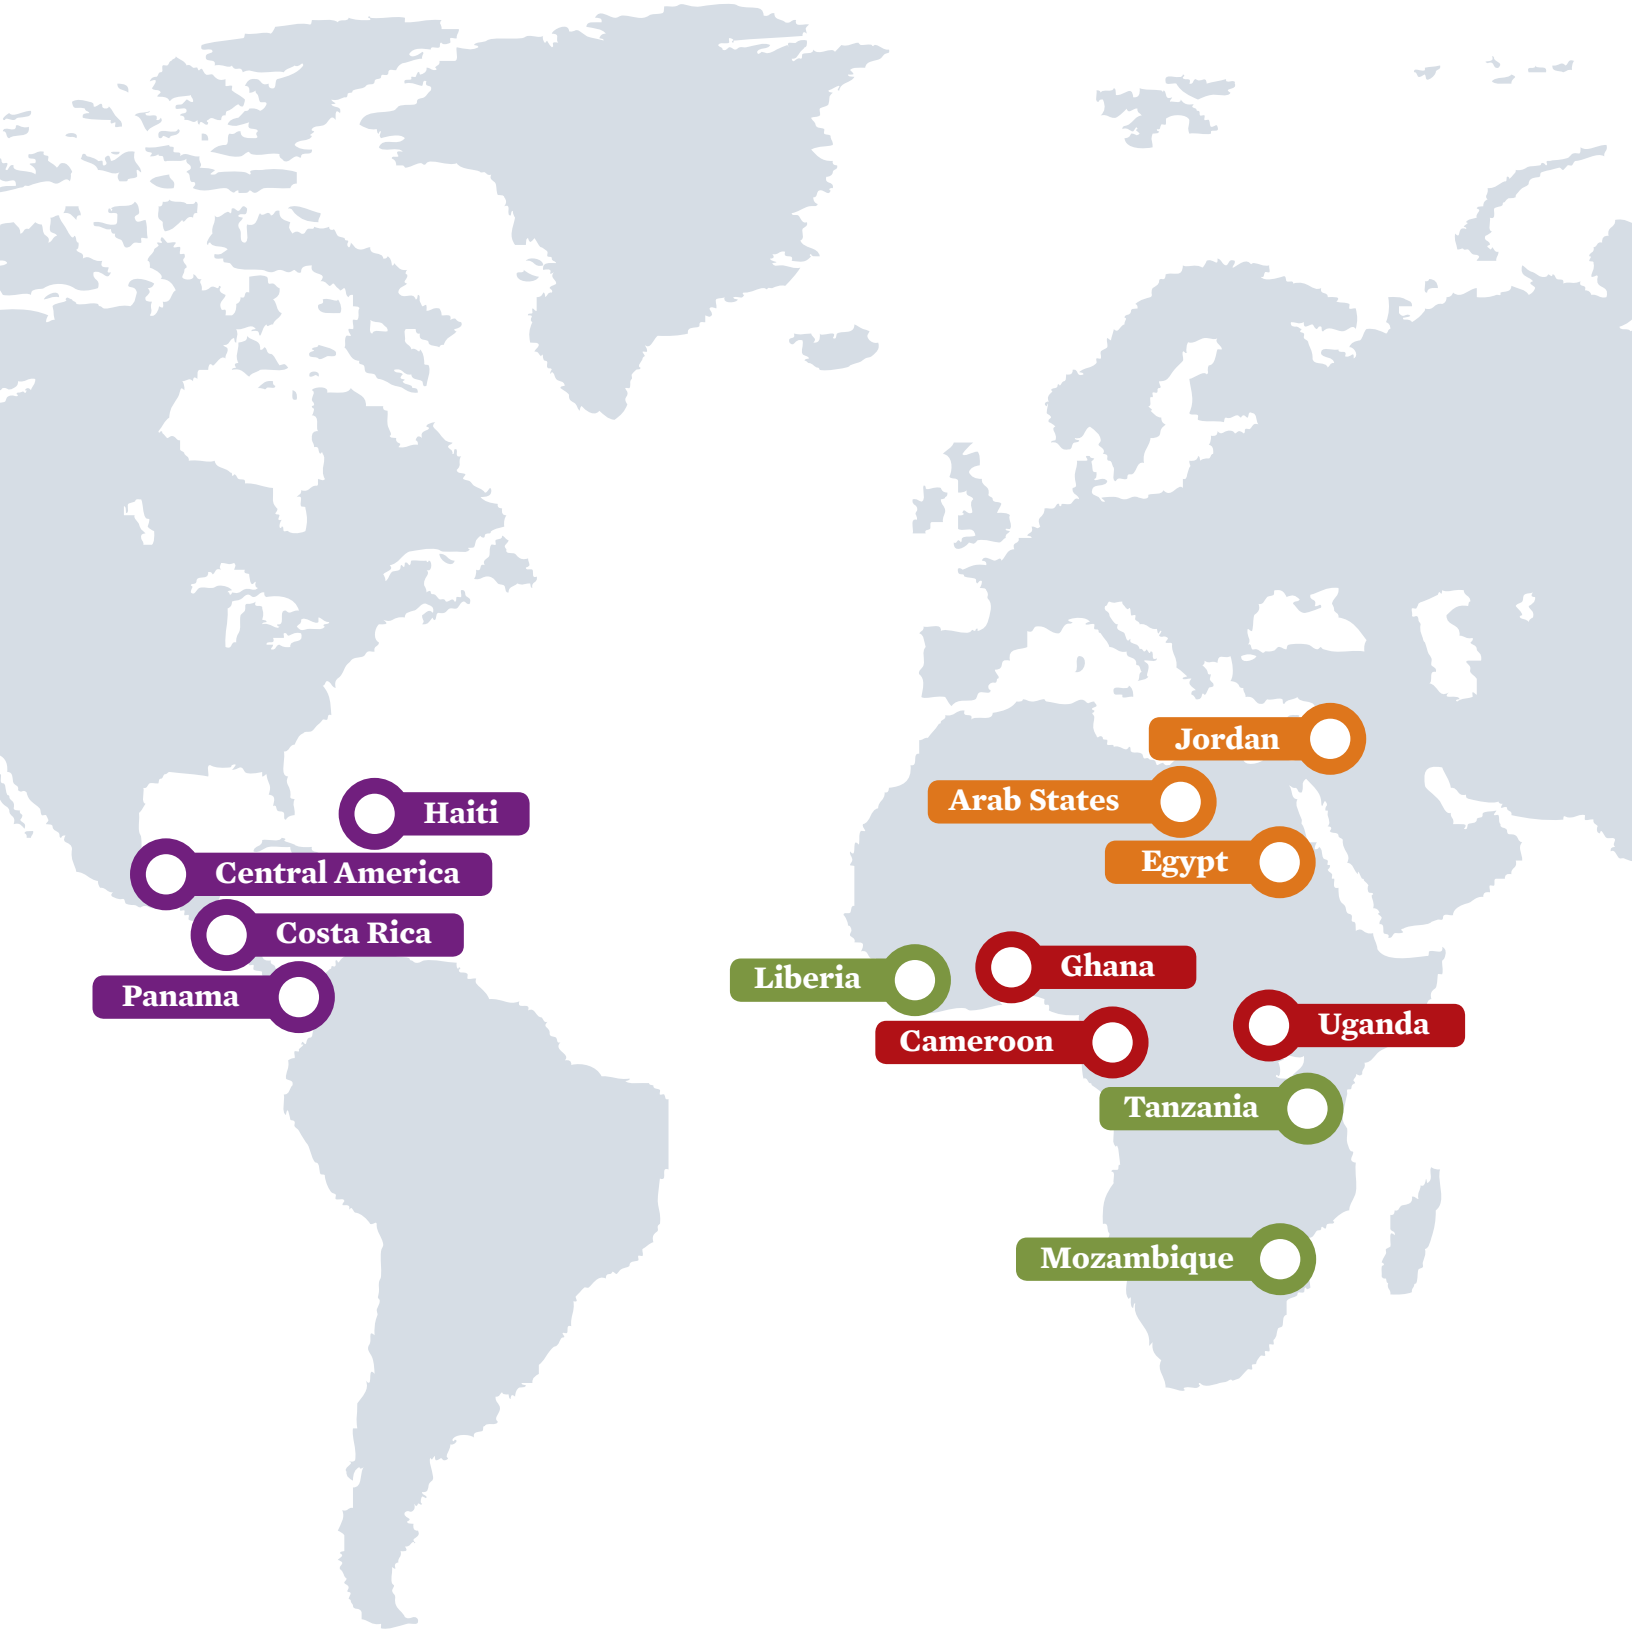 Jordan
Arab States
Haiti
Egypt
Central America
Costa Rica
Ghana
Liberia
Panama
Uganda
Cameroon
Tanzania
Mozambique